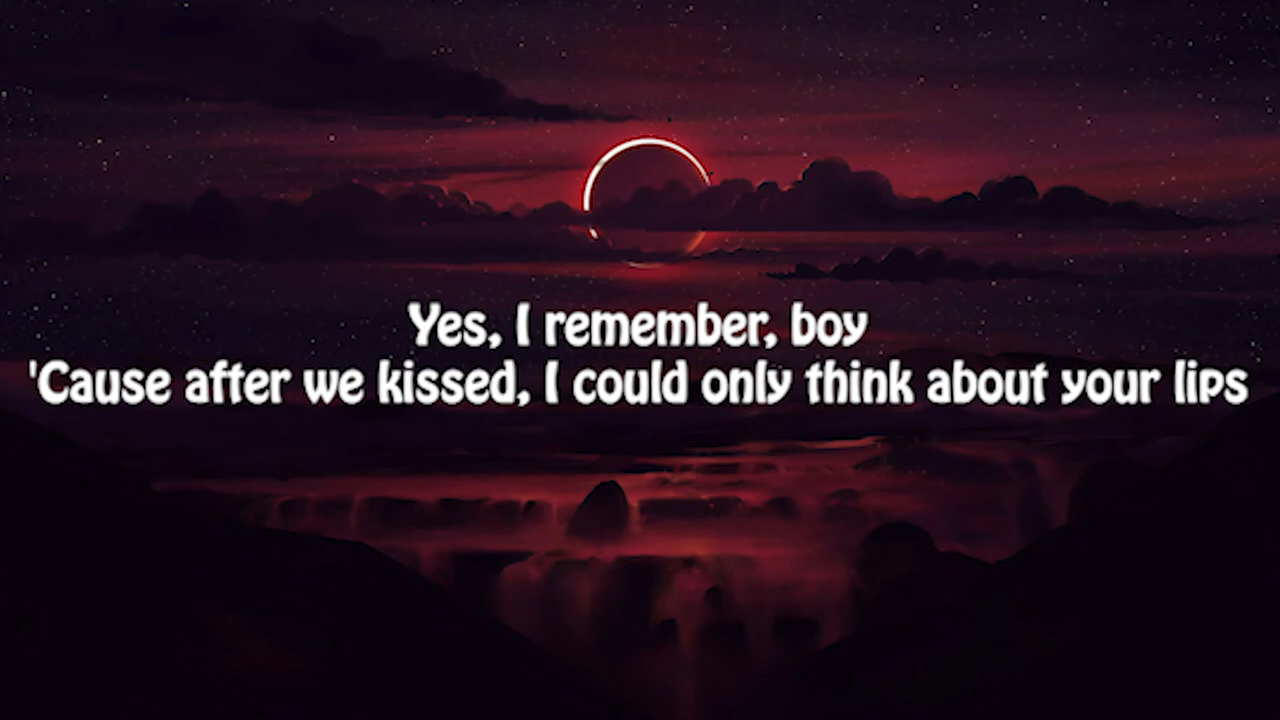 Yes, I remember, boy
'Cause after we kissed, I could only think about your lips